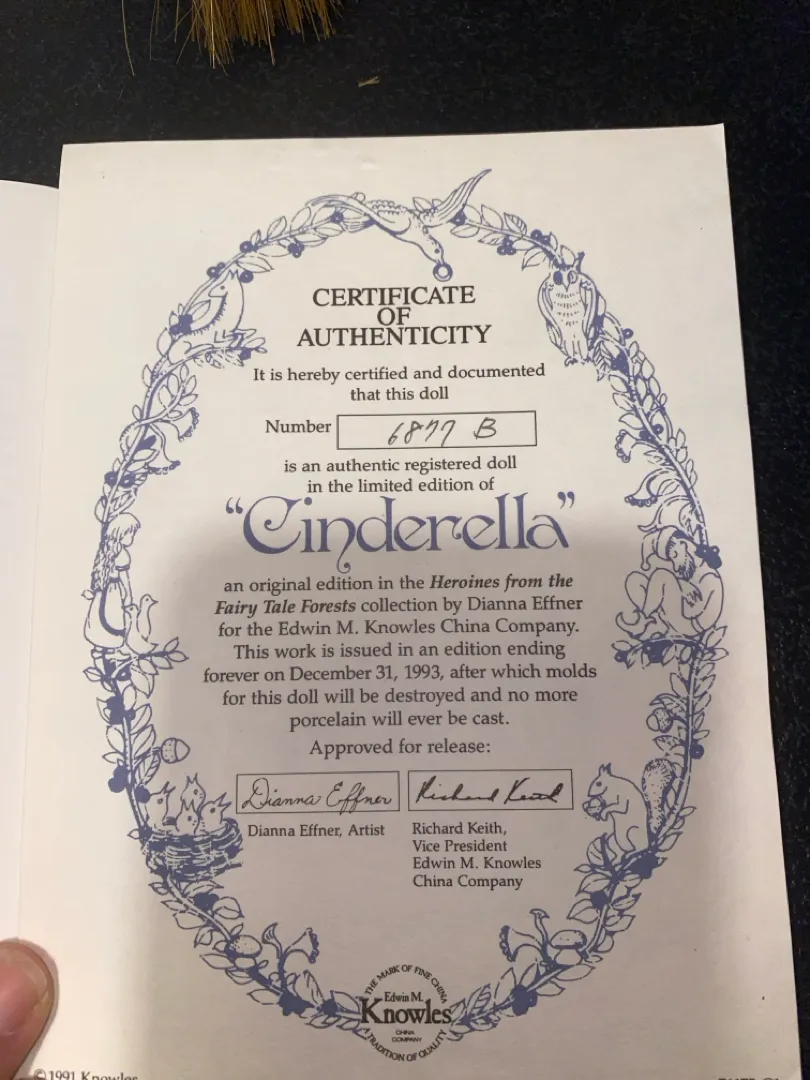 CERTIFICATE
OF
AUTHENTICITY
It is hereby certified and documented
that this doll
Number 6877 B
is an authentic registered doll
in the limited edition of
“Cinderella”
an original edition in the Heroines from the
Fairy Tale Forests collection by Dianna Effner
for the Edwin M. Knowles China Company.
This work is issued in an edition ending
forever on December 31, 1993, after which molds
for this doll will be destroyed and no more
porcelain will ever be cast.
Approved for release:
Dianna Effner Richard Keith
Dianna Effner, Artist
Richard Keith,
Vice President
Edwin M. Knowles
China Company
THE MARK OF FINE CHINA
Edwin M.
Knowles
CHINA
COMPANY
A TRADITION OF QUALITY
©1991 Knowles